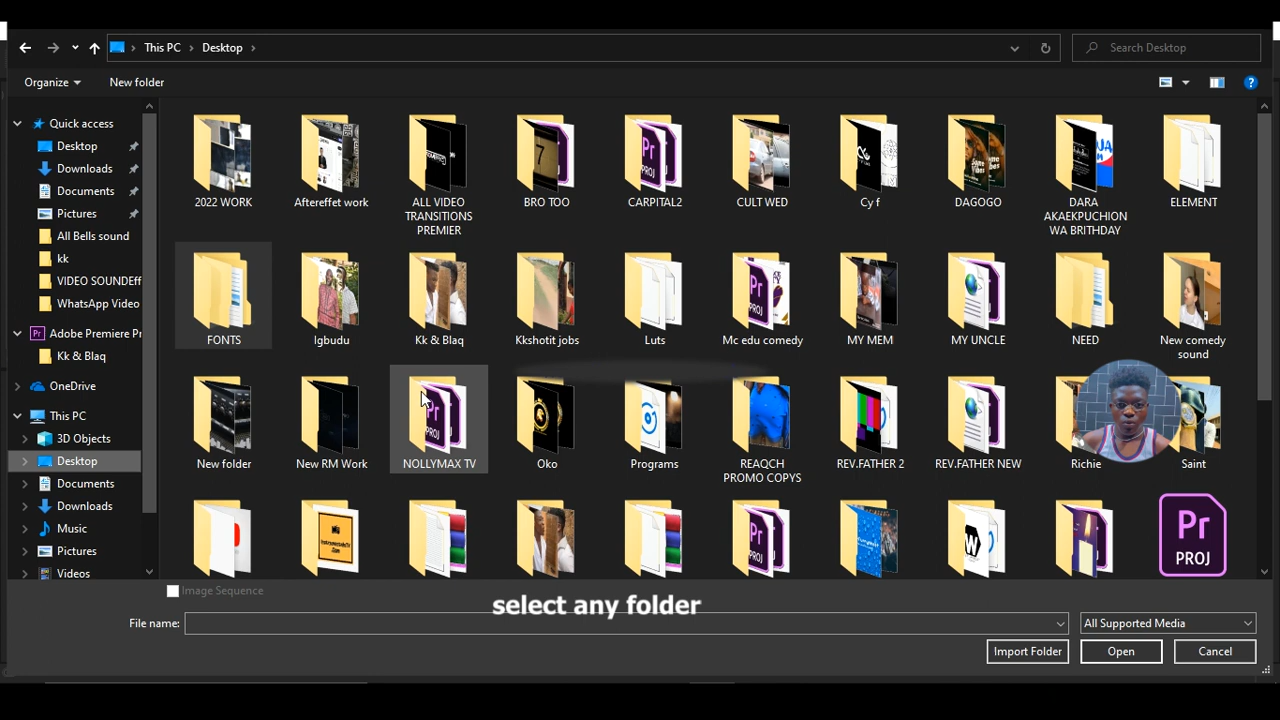 This PC
Desktop
Search Desktop
Organize
New folder
Quick access
Desktop
Downloads
Documents
Pictures
All Bells sound
kk
VIDEO SOUNDEff
WhatsApp Video
Adobe Premiere Pr
Kk & Blaq
OneDrive
This PC
3D Objects
Desktop
Documents
Downloads
Music
Pictures
Videos
2022 WORK
Aftereffet work
ALL VIDEO
TRANSITIONS
PREMIER
BRO TOO
CARPITAL2
CULT WED
Cy f
DAGOGO
DARA
AKAEKPUCHION
WA BRITHDAY
ELEMENT
FONTS
Igbudu
Kk & Blaq
Kkshotit jobs
Luts
Mc edu comedy
MY MEM
MY UNCLE
NEED
New comedy
sound
New folder
New RM Work
NOLLYMAX TV
Oko
Programs
REAQCH
PROMO COPYS
REV.FATHER 2
REV.FATHER NEW
Richie
Saint
Pr
PROJ
Image Sequence
select any folder
File name:
All Supported Media
Import Folder
Open
Cancel